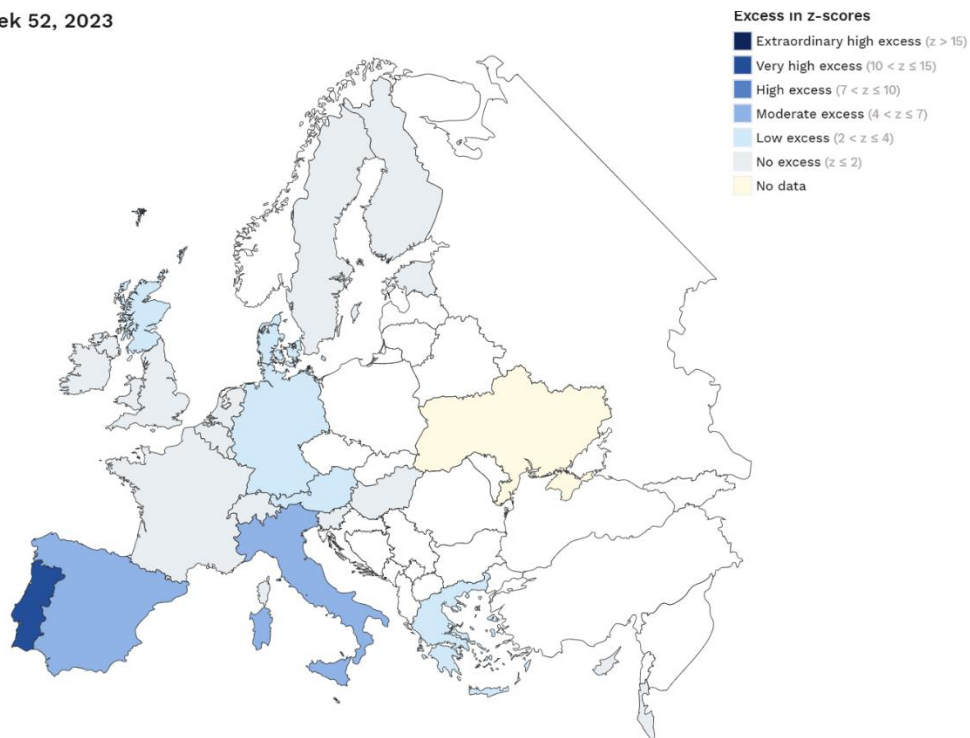 ek 52, 2023
Excess in z-scores
Extraordinary high excess (z > 15)
Very high excess (10 < z ≤ 15)
High excess (7 < z ≤ 10)
Moderate excess (4 < z ≤ 7)
Low excess (2 < z ≤ 4)
No excess (z ≤ 2)
No data